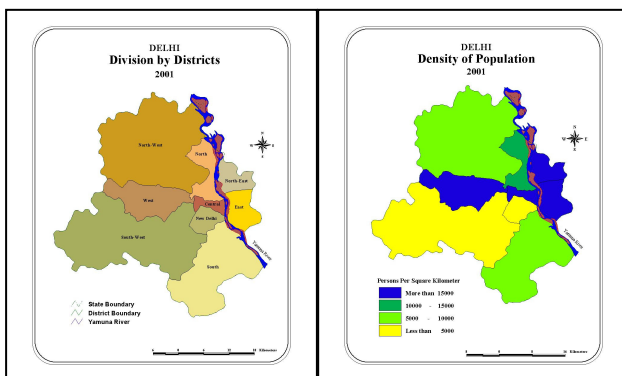 DELHI
Division by Districts
2001
N
W
E
S
North-West
North
North-East
West
Central
East
New Delhi
South-West
South
Yamuna River
State Boundary
District Boundary
Yamuna River
Kilometers
DELHI
Density of Population
2001
N
W
E
S
Yamuna River
Persons Per Square Kilometer
More than 15000
10000 - 15000
5000 - 10000
Less than 5000
Kilometers